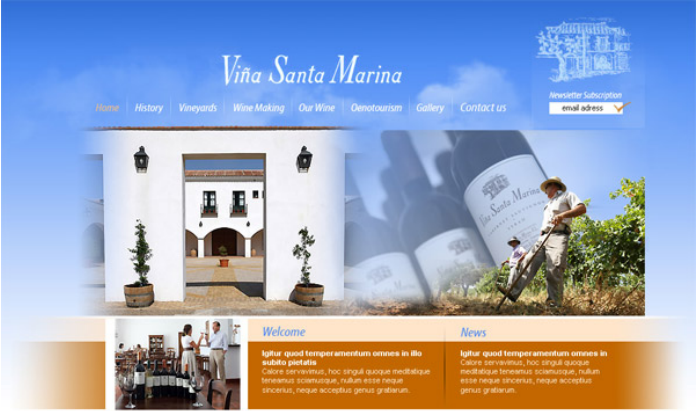 Viña Santa Marina
Newsletter Subscription
email adress
Home
History
Vineyards
Wine Making
Our Wine
Oenotourism
Gallery
Contact us
Viña Santa Marina
Welcome
Igitur quod temperamentum omnes in illo
subito pietatis
Calore servavimus, hoc singuli quoque meditatique
teneamus sciamusque, nullum esse neque
sincerius, neque acceptius genus gratiarum.
News
Igitur quod temperamentum omnes in
Calore servavimus, hoc singuli quoque
meditatique teneamus sciamusque, nullum
esse neque sincerius, neque acceptius
genus gratiarum.